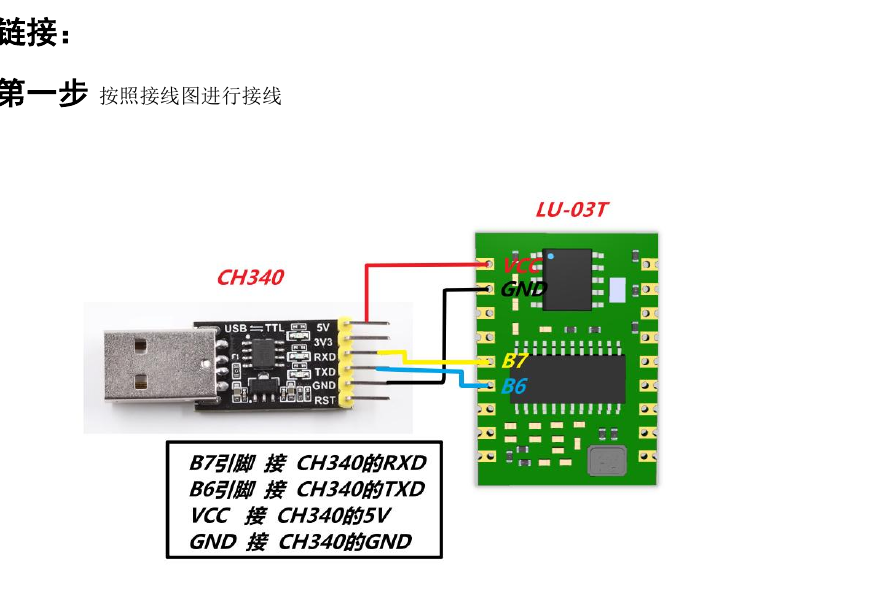 链接：
第一步 按照接线图进行接线
LU-03T
CH340
VCC
GND
USB⇋TTL
5V
3V3
RXD
TXD
GND
RST
F1
B7
B6
B7引脚 接 CH340的RXD
B6引脚 接 CH340的TXD
VCC 接 CH340的5V
GND 接 CH340的GND